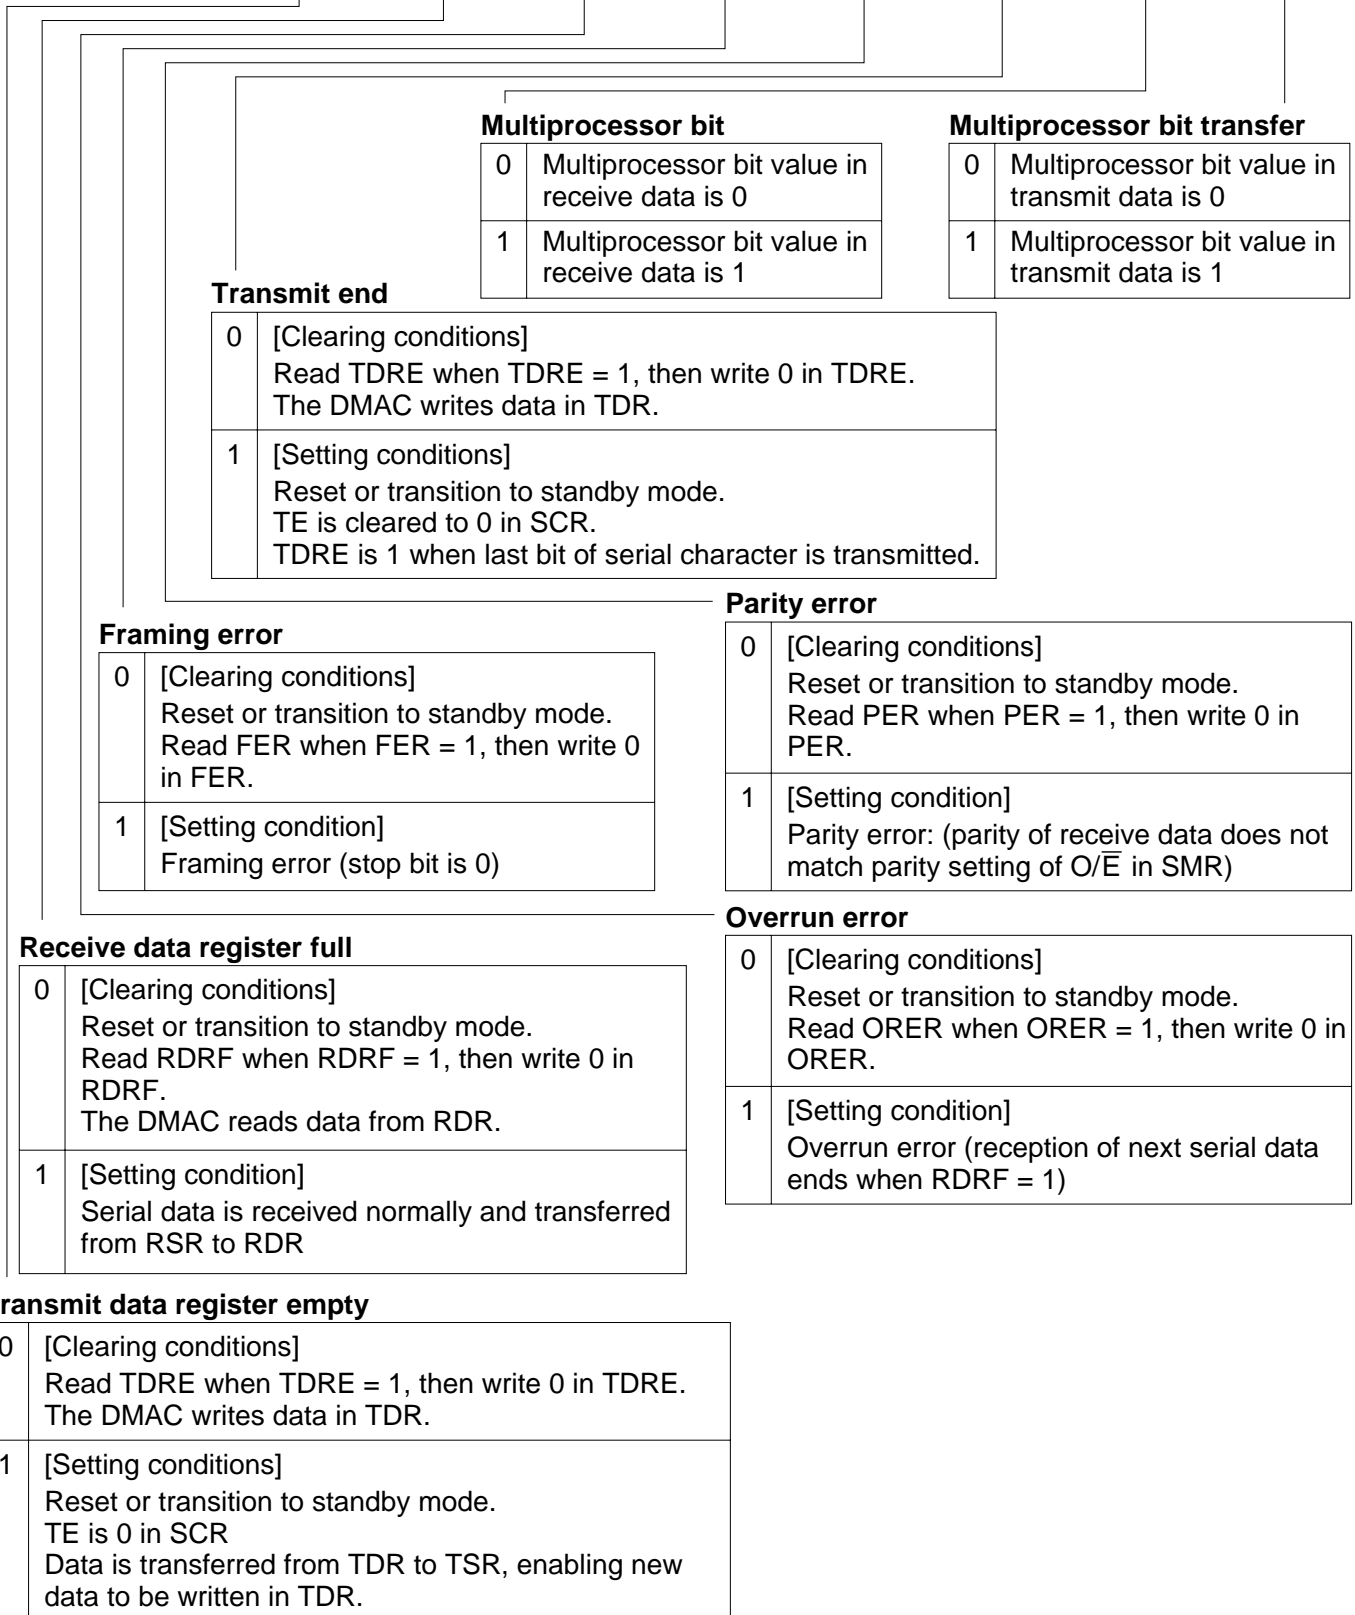 Multiprocessor bit
0 Multiprocessor bit value in
receive data is 0
1 Multiprocessor bit value in
receive data is 1
Multiprocessor bit transfer
0 Multiprocessor bit value in
transmit data is 0
1 Multiprocessor bit value in
transmit data is 1
Transmit end
0 [Clearing conditions]
Read TDRE when TDRE = 1, then write 0 in TDRE.
The DMAC writes data in TDR.
1 [Setting conditions]
Reset or transition to standby mode.
TE is cleared to 0 in SCR.
TDRE is 1 when last bit of serial character is transmitted.
Parity error
0 [Clearing conditions]
Reset or transition to standby mode.
Read PER when PER = 1, then write 0 in
PER.
1 [Setting condition]
Parity error: (parity of receive data does not
match parity setting of O/E̅ in SMR)
Framing error
0 [Clearing conditions]
Reset or transition to standby mode.
Read FER when FER = 1, then write 0
in FER.
1 [Setting condition]
Framing error (stop bit is 0)
Overrun error
0 [Clearing conditions]
Reset or transition to standby mode.
Read ORER when ORER = 1, then write 0 in
ORER.
1 [Setting condition]
Overrun error (reception of next serial data
ends when RDRF = 1)
Receive data register full
0 [Clearing conditions]
Reset or transition to standby mode.
Read RDRF when RDRF = 1, then write 0 in
RDRF.
The DMAC reads data from RDR.
1 [Setting condition]
Serial data is received normally and transferred
from RSR to RDR
ransmit data register empty
0 [Clearing conditions]
Read TDRE when TDRE = 1, then write 0 in TDRE.
The DMAC writes data in TDR.
1 [Setting conditions]
Reset or transition to standby mode.
TE is 0 in SCR
Data is transferred from TDR to TSR, enabling new
data to be written in TDR.